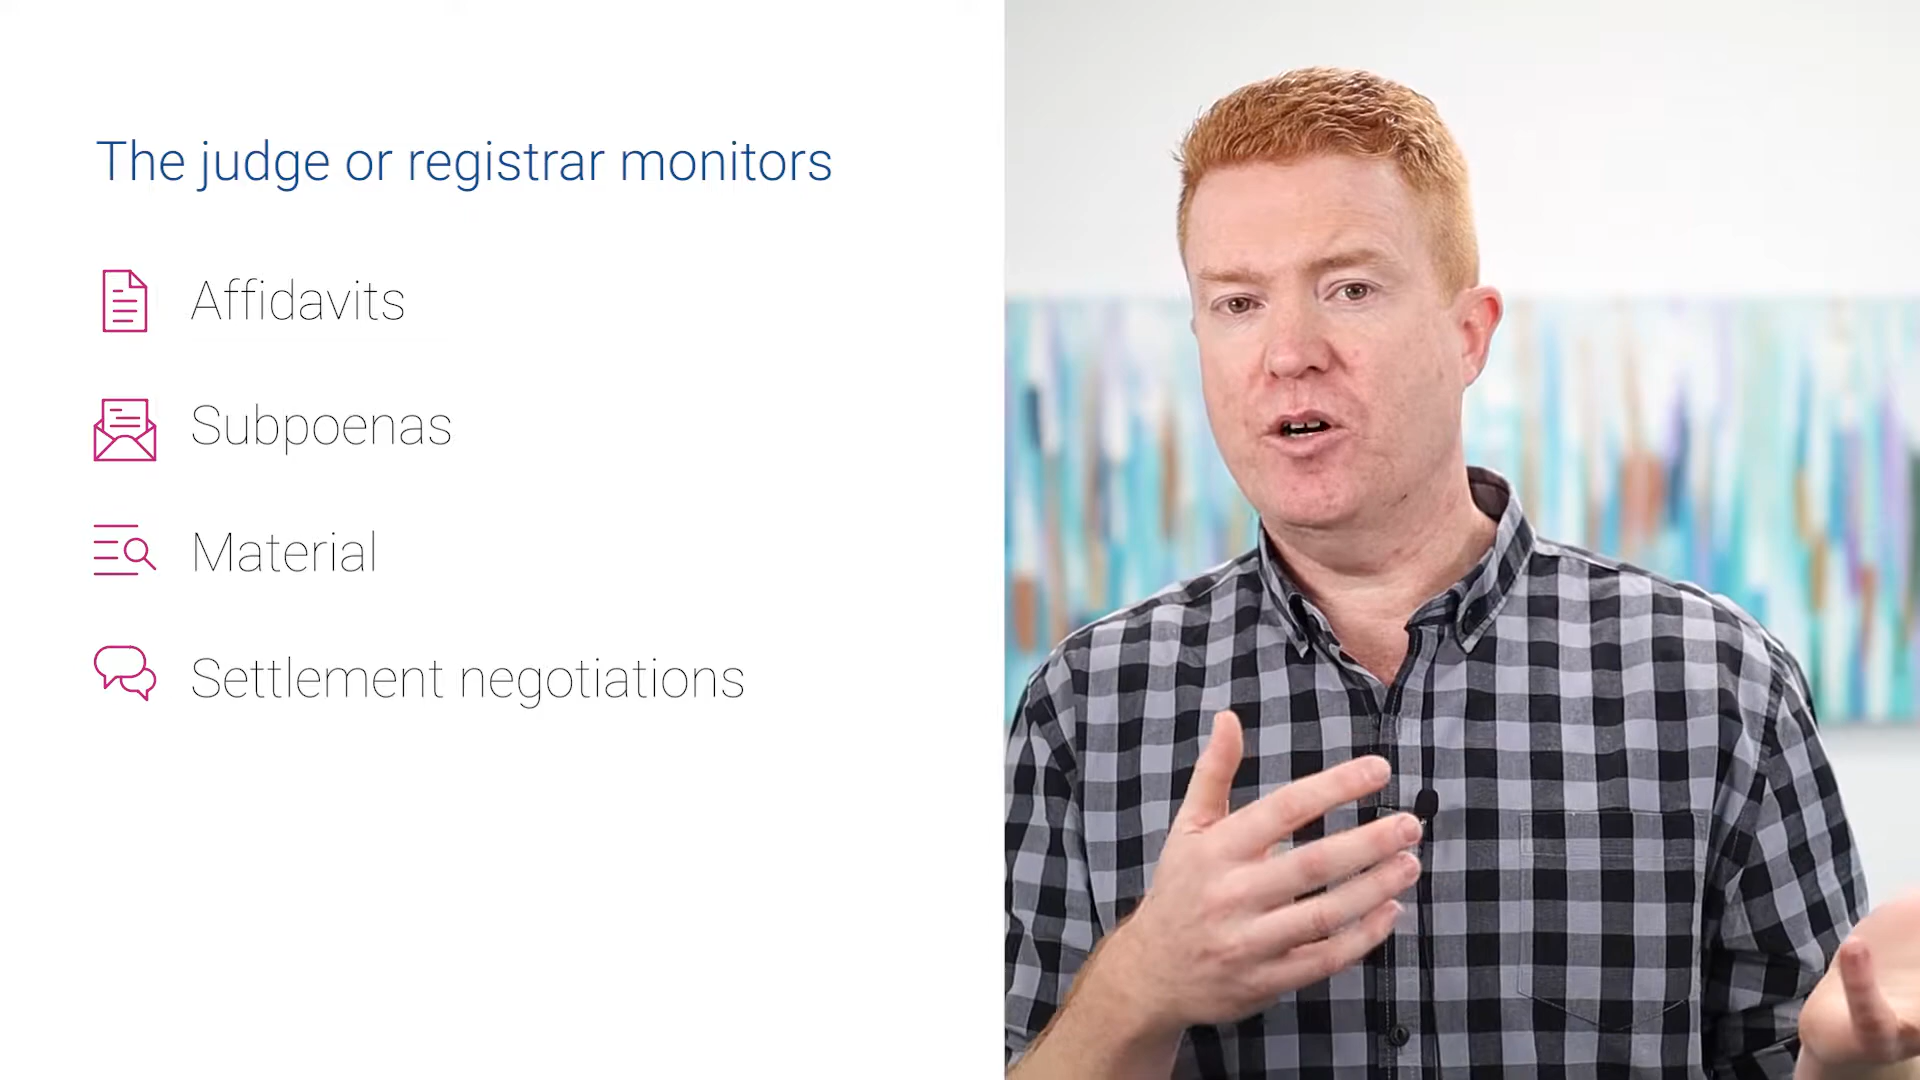 The judge or registrar monitors
Affidavits
Subpoenas
Material
Settlement negotiations